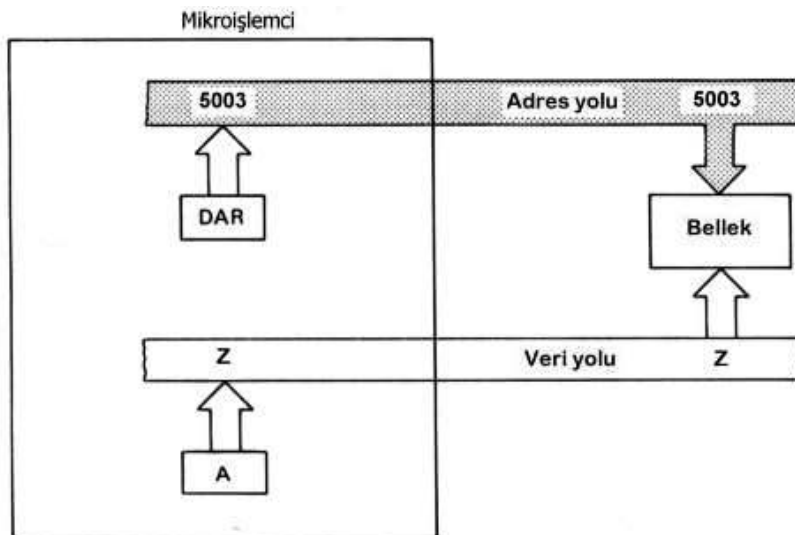 Mikroişlemci
5003 Adres yolu 5003
DAR
Bellek
Z Veri yolu Z
A